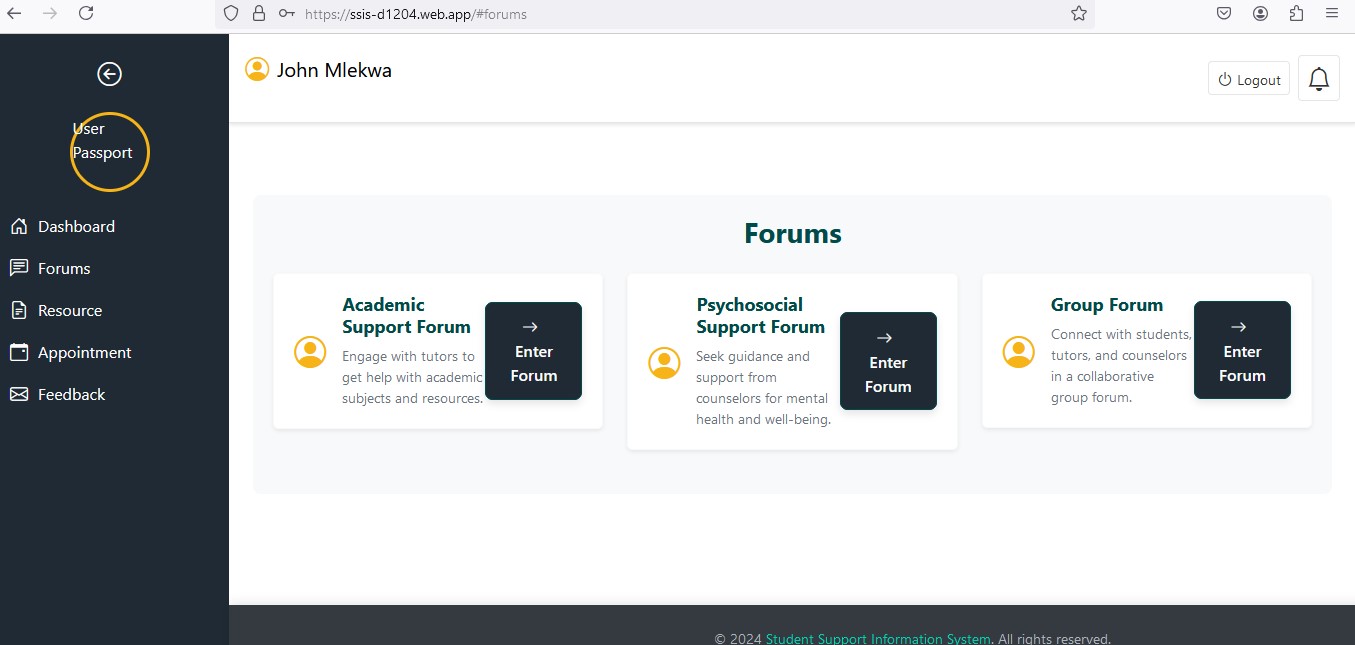 https://ssis-d1204.web.app/#forums
John Mlekwa
Logout
User
Passport
Dashboard
Forums
Resource
Appointment
Feedback
Forums
Academic
Support Forum
Engage with tutors to
get help with academic
subjects and resources.
→
Enter
Forum
Psychosocial
Support Forum
Seek guidance and
support from
counselors for mental
health and well-being.
→
Enter
Forum
Group Forum
Connect with students,
tutors, and counselors
in a collaborative
group forum.
→
Enter
Forum
© 2024 Student Support Information System. All rights reserved.